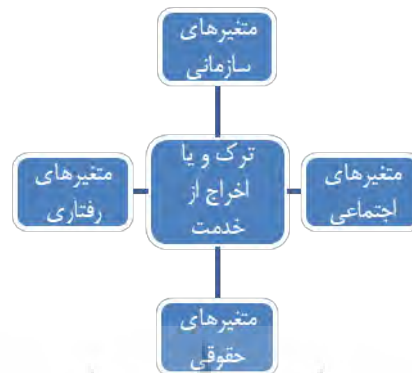 متغیرهای
سازمانی
ترک و یا
اخراج از
خدمت
متغیرهای
اجتماعی
متغیرهای
رفتاری
متغیرهای
حقوقی